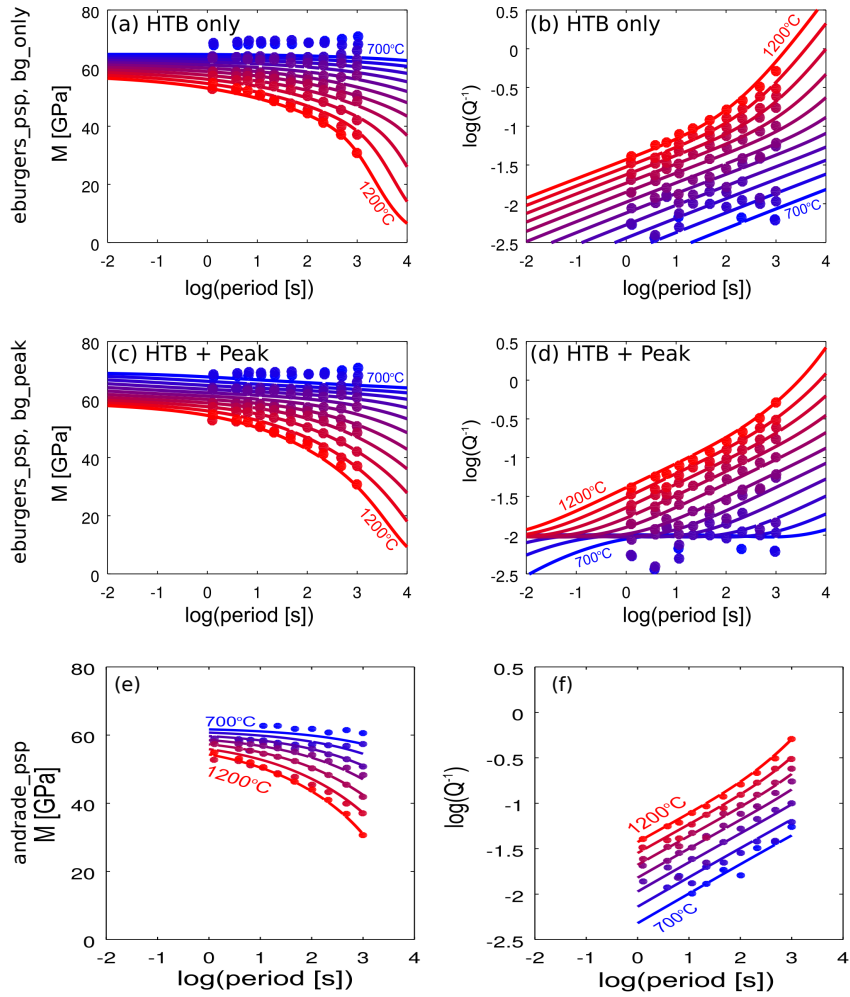 (a) HTB only
80
60
40
20
0
-2 -1 0 1 2 3 4
log(period [s])
M [GPa]
eburgers_psp, bg_only
700°C
1200°C
(b) HTB only
0.5
0
-0.5
-1
-1.5
-2
-2.5
-2 -1 0 1 2 3 4
log(period [s])
log(Q⁻¹)
1200°C
700°C
(c) HTB + Peak
80
60
40
20
0
-2 -1 0 1 2 3 4
log(period [s])
M [GPa]
eburgers_psp, bg_peak
700°C
1200°C
(d) HTB + Peak
0.5
0
-0.5
-1
-1.5
-2
-2.5
-2 -1 0 1 2 3 4
log(period [s])
log(Q⁻¹)
1200°C
700°C
(e)
80
60
40
20
0
-2 -1 0 1 2 3 4
log(period [s])
M [GPa]
andrade_psp
700°C
1200°C
(f)
0.5
0
-0.5
-1
-1.5
-2
-2.5
-2 -1 0 1 2 3 4
log(period [s])
log(Q⁻¹)
1200°C
700°C